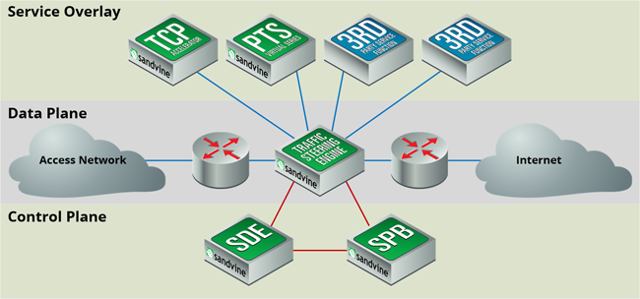 Service Overlay
TCP
ACCELERATOR
sandvine
PTS
VIRTUAL SERIES
sandvine
3RD
PARTY SERVICE
FUNCTION
3RD
PARTY SERVICE
FUNCTION
Data Plane
Access Network
TRAFFIC
STEERING
ENGINE
sandvine
Internet
Control Plane
SDE
sandvine
SPB
sandvine